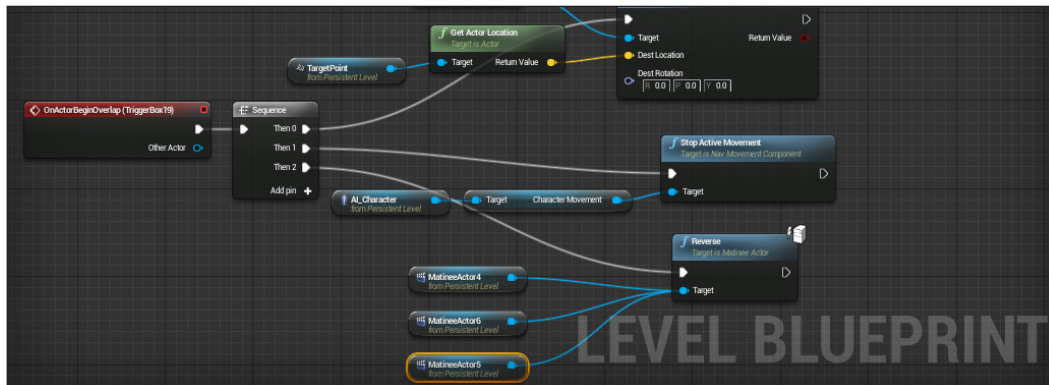 Get Actor Location
Target is Actor
Target
Return Value
TargetPoint
from Persistent Level
Target
Return Value
Dest Location
Dest Rotation
R 0.0 P 0.0 Y 0.0
OnActorBeginOverlap (TriggerBox19)
Other Actor
Sequence
Then 0
Then 1
Then 2
Add pin +
Stop Active Movement
Target is Nav Movement Component
Target
AI_Character
from Persistent Level
Target
Character Movement
Reverse
Target is Matinee Actor
Target
MatineeActor4
from Persistent Level
MatineeActor6
from Persistent Level
MatineeActor5
from Persistent Level
LEVEL BLUEPRINT